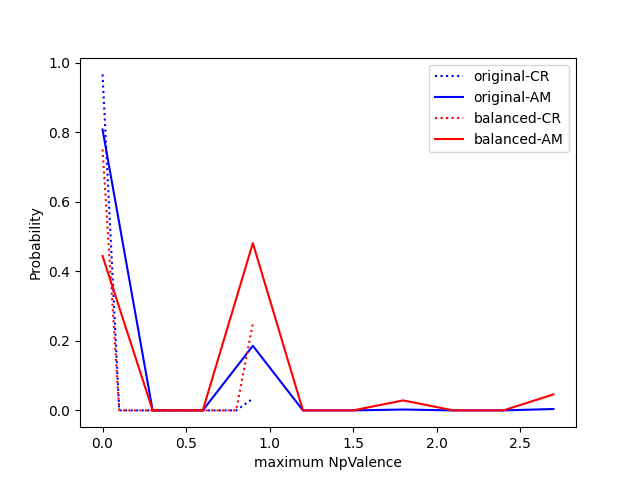 original-CR
original-AM
balanced-CR
balanced-AM
Probability
1.0
0.8
0.6
0.4
0.2
0.0
0.0 0.5 1.0 1.5 2.0 2.5
maximum NpValence